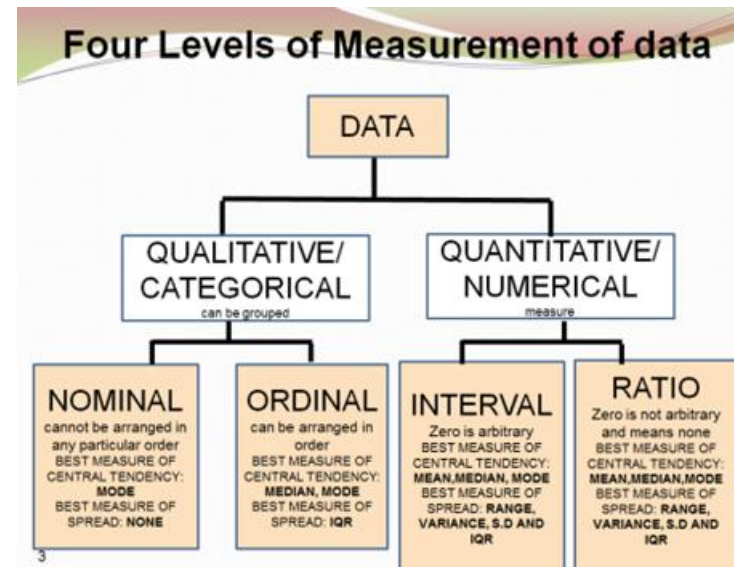 Four Levels of Measurement of data
DATA
QUALITATIVE/
CATEGORICAL
can be grouped
QUANTITATIVE/
NUMERICAL
measure
NOMINAL
cannot be arranged in
any particular order
BEST MEASURE OF
CENTRAL TENDENCY:
MODE
BEST MEASURE OF
SPREAD: NONE
ORDINAL
can be arranged in
order
BEST MEASURE OF
CENTRAL TENDENCY:
MEDIAN, MODE
BEST MEASURE OF
SPREAD: IQR
INTERVAL
Zero is arbitrary
BEST MEASURE OF
CENTRAL TENDENCY:
MEAN,MEDIAN, MODE
BEST MEASURE OF
SPREAD: RANGE,
VARIANCE, S.D AND
IQR
RATIO
Zero is not arbitrary
and means none
BEST MEASURE OF
CENTRAL TENDENCY:
MEAN,MEDIAN,MODE
BEST MEASURE OF
SPREAD: RANGE,
VARIANCE, S.D AND
IQR
3